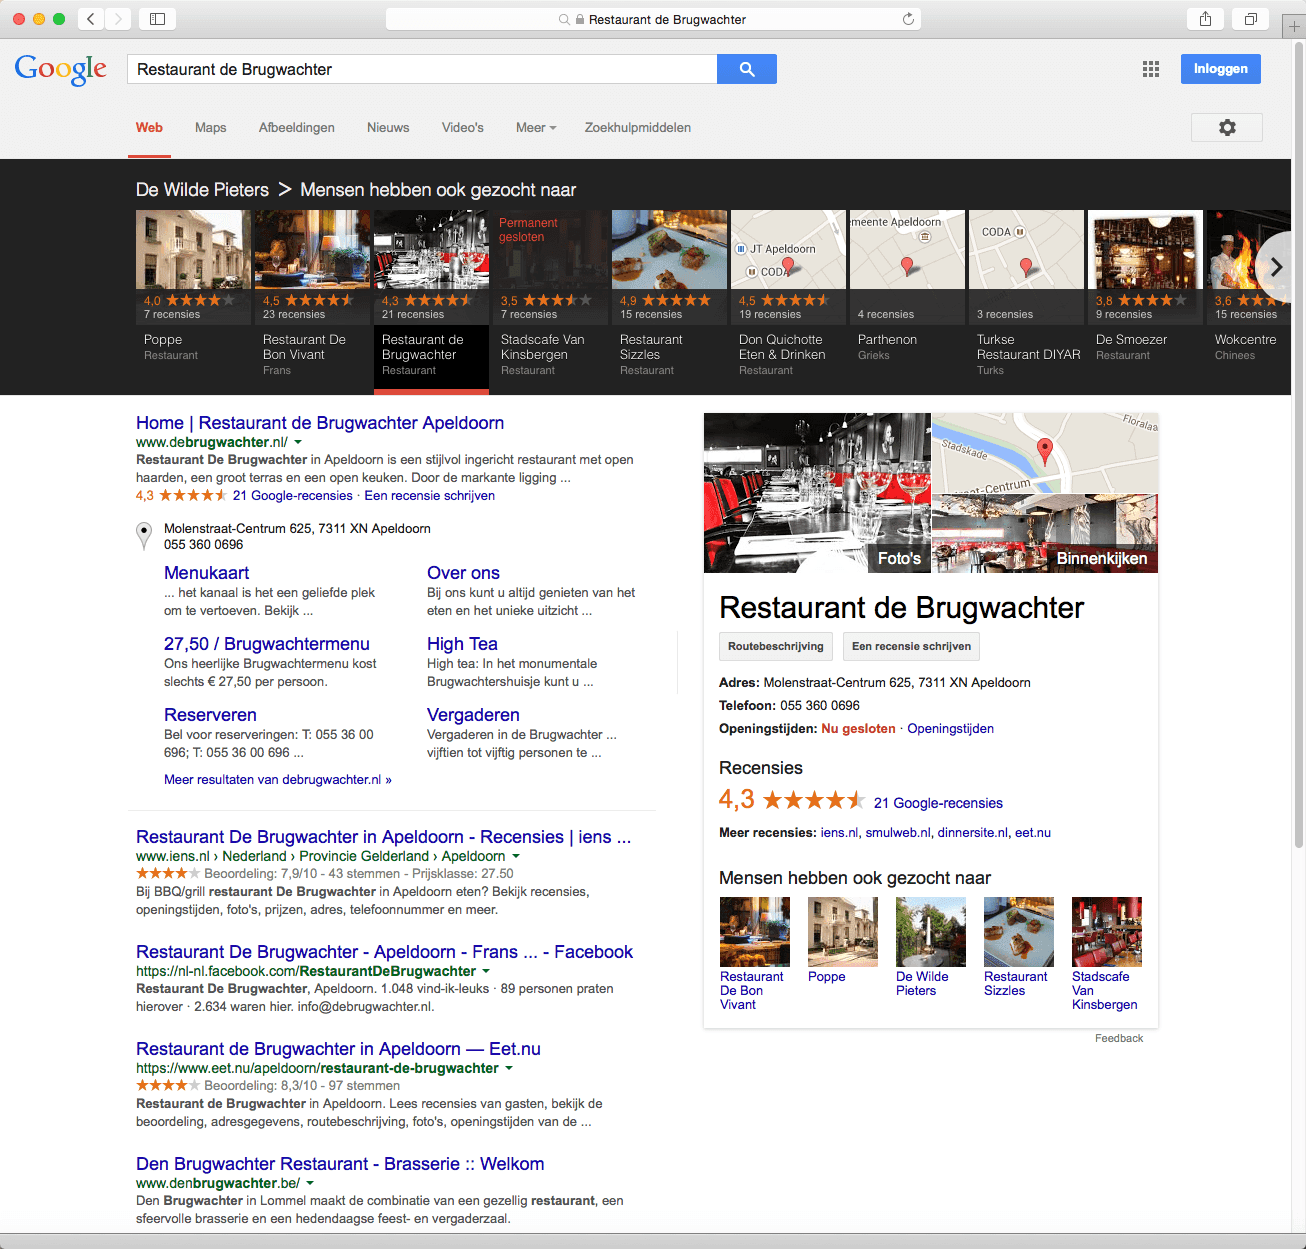 Restaurant de Brugwachter
Google
Restaurant de Brugwachter
Inloggen
Web
Maps
Afbeeldingen
Nieuws
Video's
Meer
Zoekhulpmiddelen
De Wilde Pieters > Mensen hebben ook gezocht naar
4,0
7 recensies
Poppe
Restaurant
4,5
23 recensies
Restaurant De
Bon Vivant
Frans
4,3
21 recensies
Restaurant de
Brugwachter
Restaurant
Permanent
gesloten
3,5
7 recensies
Stadscafe Van
Kinsbergen
Restaurant
4,9
15 recensies
Restaurant
Sizzles
Restaurant
JT Apeldoorn
CODA
4,5
19 recensies
Don Quichotte
Eten & Drinken
Restaurant
emeente Apeldoorn
4 recensies
Parthenon
Grieks
CODA
3 recensies
Turkse
Restaurant DIYAR
Turks
3,8
9 recensies
De Smoezer
Restaurant
3,6
15 recensies
Wokcentre
Chinees
Home | Restaurant de Brugwachter Apeldoorn
www.debrugwachter.nl/
Restaurant De Brugwachter in Apeldoorn is een stijlvol ingericht restaurant met open
haarden, een groot terras en een open keuken. Door de markante ligging ...
4,3 21 Google-recensies · Een recensie schrijven
Molenstraat-Centrum 625, 7311 XN Apeldoorn
055 360 0696
Menukaart
... het kanaal is het een geliefde plek
om te vertoeven. Bekijk ...
Over ons
Bij ons kunt u altijd genieten van het
eten en het unieke uitzicht ...
27,50 / Brugwachtermenu
Ons heerlijke Brugwachtermenu kost
slechts € 27,50 per persoon.
High Tea
High tea: In het monumentale
Brugwachtershuisje kunt u ...
Reserveren
Bel voor reserveringen: T: 055 36 00
696; T: 055 36 00 696 ...
Vergaderen
Vergaderen in de Brugwachter ...
vijftien tot vijftig personen te ...
Meer resultaten van debrugwachter.nl »
Restaurant De Brugwachter in Apeldoorn - Recensies | iens ...
www.iens.nl › Nederland › Provincie Gelderland › Apeldoorn
Beoordeling: 7,9/10 - 43 stemmen - Prijsklasse: 27.50
Bij BBQ/grill restaurant De Brugwachter in Apeldoorn eten? Bekijk recensies,
openingstijden, foto's, prijzen, adres, telefoonnummer en meer.
Restaurant De Brugwachter - Apeldoorn - Frans ... - Facebook
https://nl-nl.facebook.com/RestaurantDeBrugwachter
Restaurant De Brugwachter, Apeldoorn. 1.048 vind-ik-leuks · 89 personen praten
hierover · 2.634 waren hier. info@debrugwachter.nl.
Restaurant de Brugwachter in Apeldoorn — Eet.nu
https://www.eet.nu/apeldoorn/restaurant-de-brugwachter
Beoordeling: 8,3/10 - 97 stemmen
Restaurant de Brugwachter in Apeldoorn. Lees recensies van gasten, bekijk de
beoordeling, adresgegevens, routebeschrijving, foto's, openingstijden van de ...
Den Brugwachter Restaurant - Brasserie :: Welkom
www.denbrugwachter.be/
Den Brugwachter in Lommel maakt de combinatie van een gezellig restaurant, een
sfeervolle brasserie en een hedendaagse feest- en vergaderzaal.
Foto's
Stadskade
Floralaa
raat-Centrum
Binnenkijken
Restaurant de Brugwachter
Routebeschrijving
Een recensie schrijven
Adres: Molenstraat-Centrum 625, 7311 XN Apeldoorn
Telefoon: 055 360 0696
Openingstijden: Nu gesloten · Openingstijden
Recensies
4,3 21 Google-recensies
Meer recensies: iens.nl, smulweb.nl, dinnersite.nl, eet.nu
Mensen hebben ook gezocht naar
Restaurant
De Bon
Vivant
Poppe
De Wilde
Pieters
Restaurant
Sizzles
Stadscafe
Van
Kinsbergen
Feedback